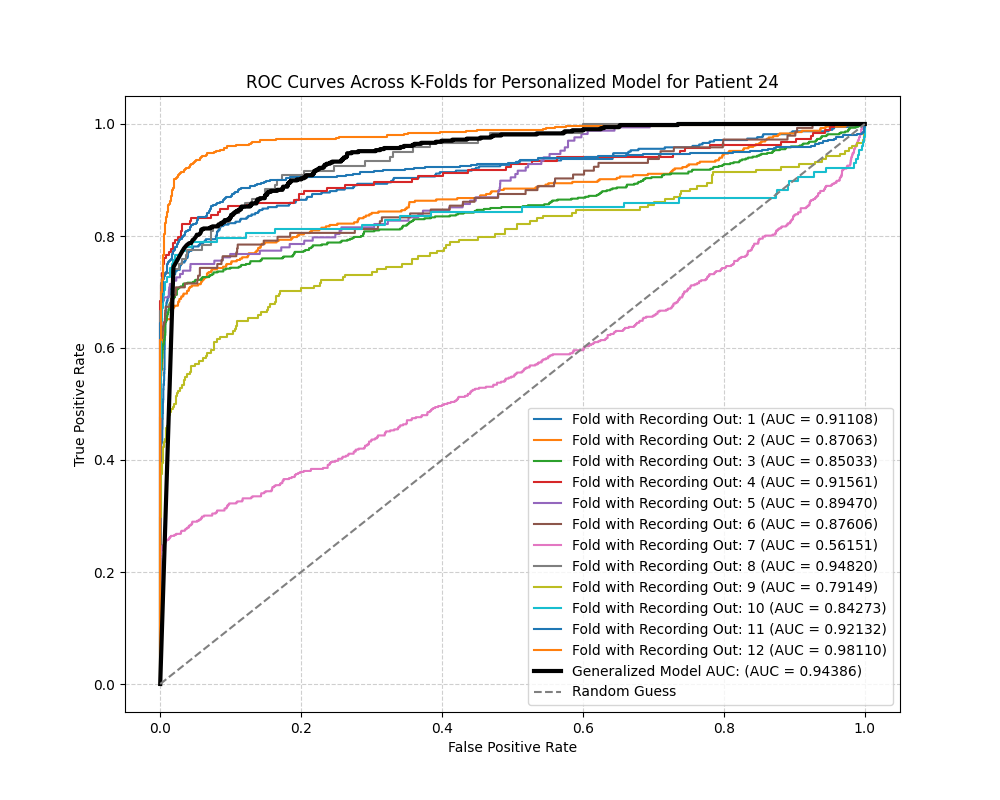 ROC Curves Across K-Folds for Personalized Model for Patient 24
True Positive Rate
1.0
0.8
0.6
0.4
0.2
0.0
Fold with Recording Out: 1 (AUC = 0.91108)
Fold with Recording Out: 2 (AUC = 0.87063)
Fold with Recording Out: 3 (AUC = 0.85033)
Fold with Recording Out: 4 (AUC = 0.91561)
Fold with Recording Out: 5 (AUC = 0.89470)
Fold with Recording Out: 6 (AUC = 0.87606)
Fold with Recording Out: 7 (AUC = 0.56151)
Fold with Recording Out: 8 (AUC = 0.94820)
Fold with Recording Out: 9 (AUC = 0.79149)
Fold with Recording Out: 10 (AUC = 0.84273)
Fold with Recording Out: 11 (AUC = 0.92132)
Fold with Recording Out: 12 (AUC = 0.98110)
Generalized Model AUC: (AUC = 0.94386)
Random Guess
0.0 0.2 0.4 0.6 0.8 1.0
False Positive Rate